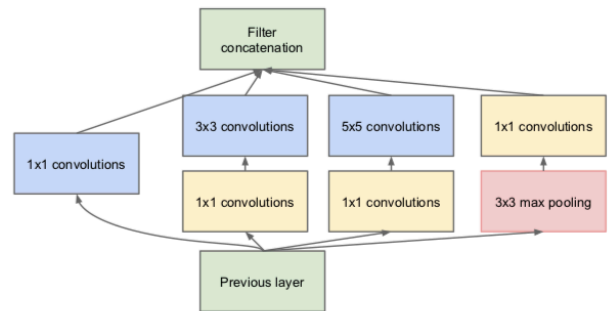 Filter
concatenation
3x3 convolutions
5x5 convolutions
1x1 convolutions
1x1 convolutions
1x1 convolutions
1x1 convolutions
3x3 max pooling
Previous layer